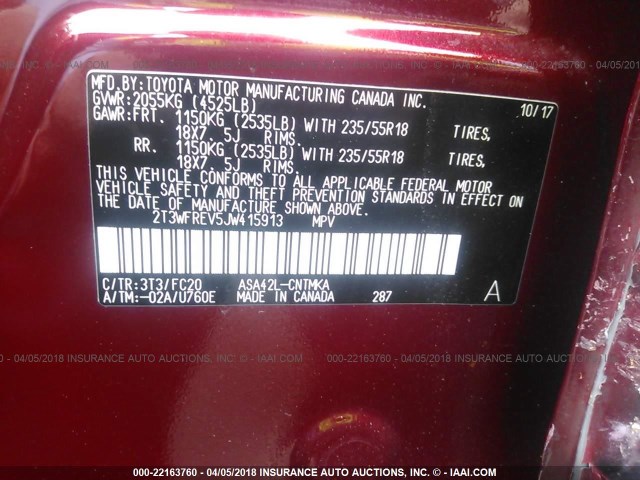 MFD.BY:TOYOTA MOTOR MANUFACTURING CANADA INC.
GVWR:2055KG (4525LB) 10/17
GAWR:FRT. 1150KG (2535LB) WITH 235/55R18 TIRES,
18X7. 5J RIMS.
RR. 1150KG (2535LB) WITH 235/55R18 TIRES,
18X7. 5J RIMS.
THIS VEHICLE CONFORMS TO ALL APPLICABLE FEDERAL MOTOR
VEHICLE SAFETY AND THEFT PREVENTION STANDARDS IN EFFECT ON
THE DATE OF MANUFACTURE SHOWN ABOVE.
2T3WFREV5JW415913 MPV
C/TR:3T3/FC20 ASA42L-CNTMKA
A/TM:-02A/U760E MADE IN CANADA 287 A
000-22163760 - 04/05/2018 INSURANCE AUTO AUCTIONS - © - IAAI.COM